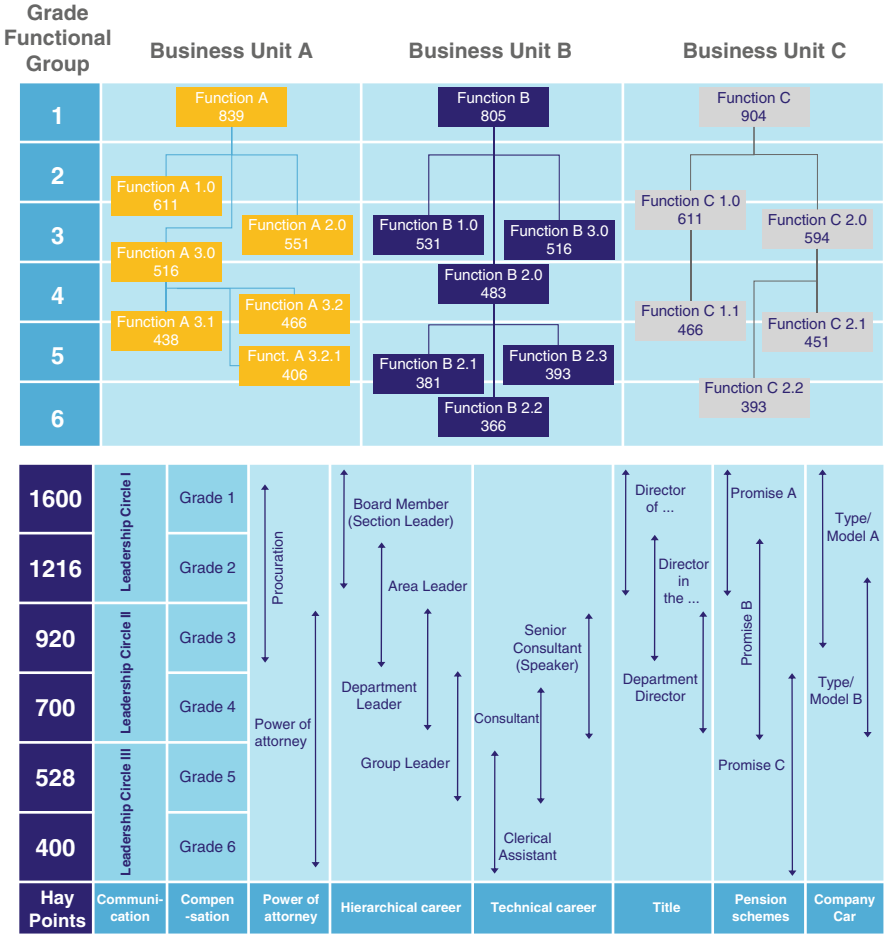 Grade
Functional
Group
Business Unit A
Business Unit B
Business Unit C
1
2
3
4
5
6
Function A
839
Function A 1.0
611
Function A 2.0
551
Function A 3.0
516
Function A 3.2
466
Function A 3.1
438
Funct. A 3.2.1
406
Function B
805
Function B 1.0
531
Function B 3.0
516
Function B 2.0
483
Function B 2.1
381
Function B 2.3
393
Function B 2.2
366
Function C
904
Function C 1.0
611
Function C 2.0
594
Function C 1.1
466
Function C 2.1
451
Function C 2.2
393
1600
1216
920
700
528
400
Hay
Points
Leadership Circle I
Leadership Circle II
Leadership Circle III
Communi-
cation
Grade 1
Grade 2
Grade 3
Grade 4
Grade 5
Grade 6
Compen
-sation
Procuration
Power of
attorney
Power of
attorney
Board Member
(Section Leader)
Area Leader
Department
Leader
Group Leader
Hierarchical career
Senior
Consultant
(Speaker)
Consultant
Clerical
Assistant
Technical career
Director
of ...
Director
in
the ...
Department
Director
Title
Promise A
Promise B
Promise C
Pension
schemes
Type/
Model A
Type/
Model B
Company
Car